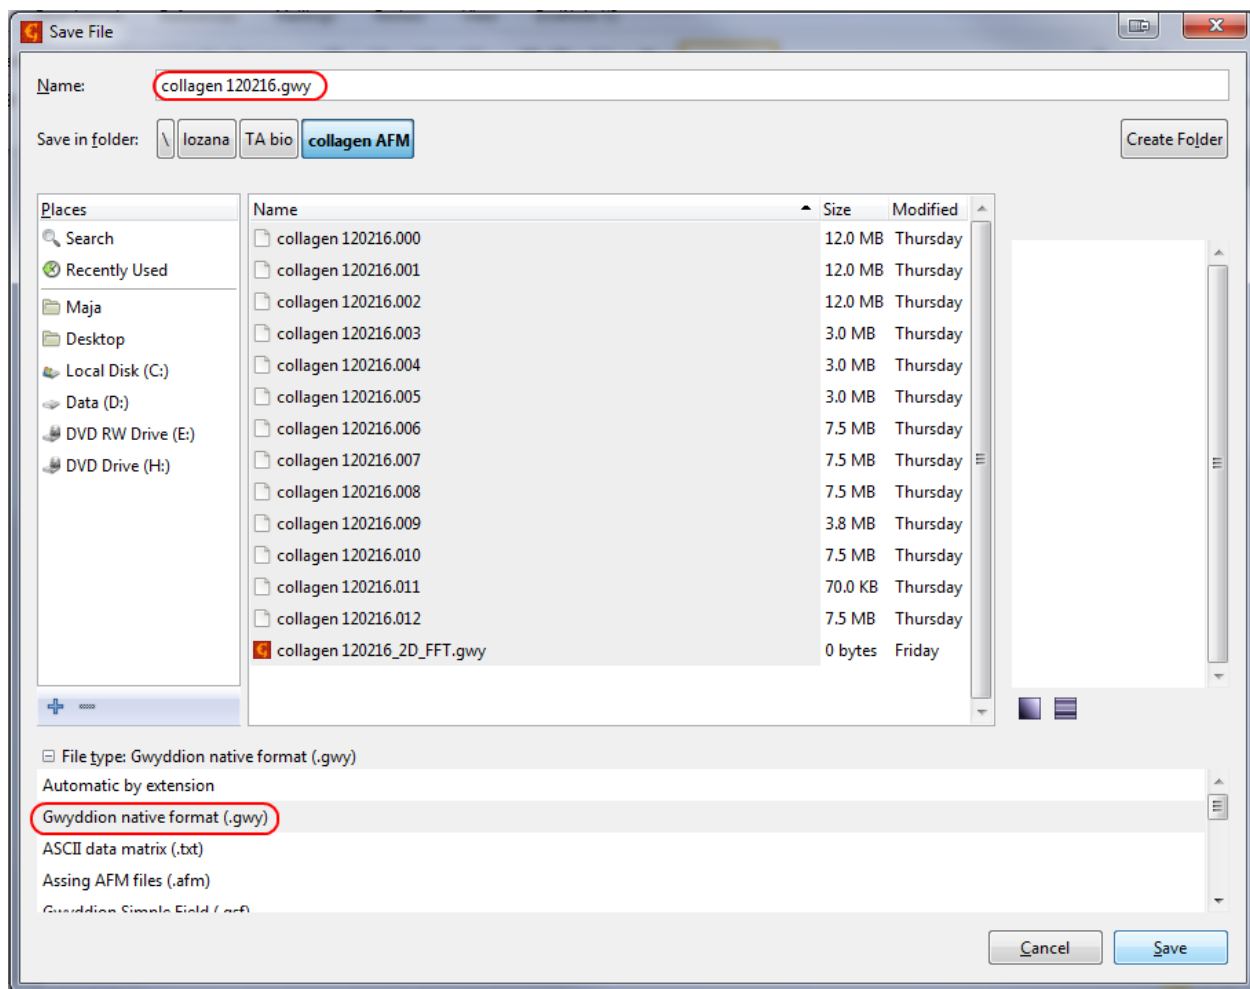 Save File
Name: collagen 120216.gwy
Save in folder: \ lozana TA bio collagen AFM Create Folder
Places Name Size Modified
Search collagen 120216.000 12.0 MB Thursday
Recently Used collagen 120216.001 12.0 MB Thursday
Maja collagen 120216.002 12.0 MB Thursday
Desktop collagen 120216.003 3.0 MB Thursday
Local Disk (C:) collagen 120216.004 3.0 MB Thursday
Data (D:) collagen 120216.005 3.0 MB Thursday
DVD RW Drive (E:) collagen 120216.006 7.5 MB Thursday
DVD Drive (H:) collagen 120216.007 7.5 MB Thursday
collagen 120216.008 7.5 MB Thursday
collagen 120216.009 3.8 MB Thursday
collagen 120216.010 7.5 MB Thursday
collagen 120216.011 70.0 KB Thursday
collagen 120216.012 7.5 MB Thursday
collagen 120216_2D_FFT.gwy 0 bytes Friday
File type: Gwyddion native format (.gwy)
Automatic by extension
Gwyddion native format (.gwy)
ASCII data matrix (.txt)
Assing AFM files (.afm)
Gwyddion Simple Field (.gsf)
Cancel Save